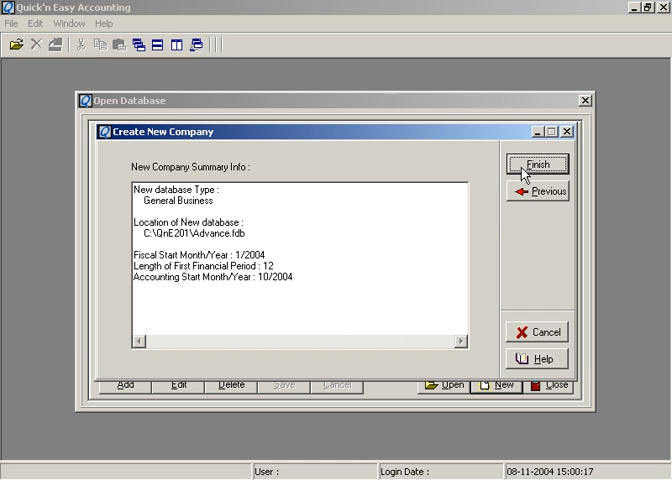 Quick'n Easy Accounting
File Edit Window Help
Open Database
Create New Company
New Company Summary Info :
Finish
Previous
New database Type :
General Business
Location of New database :
C:\QnE201\Advance.fdb
Fiscal Start Month/Year : 1/2004
Length of First Financial Period : 12
Accounting Start Month/Year : 10/2004
Cancel
Help
Add Edit Delete Save Cancel Open New Close
User : Login Date : 08-11-2004 15:00:17